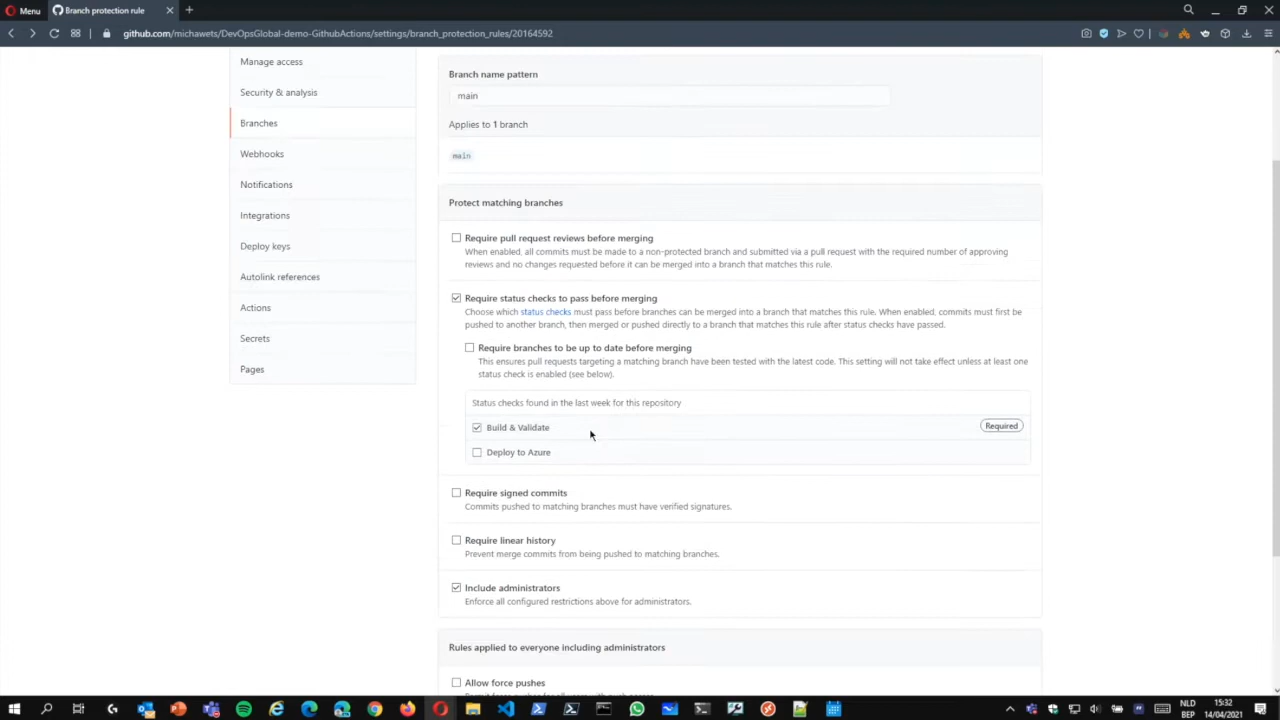 Menu
Branch protection rule
github.com/michawets/DevOpsGlobal-demo-GithubActions/settings/branch_protection_rules/20164592
Manage access
Security & analysis
Branches
Webhooks
Notifications
Integrations
Deploy keys
Autolink references
Actions
Secrets
Pages
Branch name pattern
main
Applies to 1 branch
main
Protect matching branches
Require pull request reviews before merging
When enabled, all commits must be made to a non-protected branch and submitted via a pull request with the required number of approving
reviews and no changes requested before it can be merged into a branch that matches this rule.
Require status checks to pass before merging
Choose which status checks must pass before branches can be merged into a branch that matches this rule. When enabled, commits must first be
pushed to another branch, then merged or pushed directly to a branch that matches this rule after status checks have passed.
Require branches to be up to date before merging
This ensures pull requests targeting a matching branch have been tested with the latest code. This setting will not take effect unless at least one
status check is enabled (see below).
Status checks found in the last week for this repository
Build & Validate
Required
Deploy to Azure
Require signed commits
Commits pushed to matching branches must have verified signatures.
Require linear history
Prevent merge commits from being pushed to matching branches.
Include administrators
Enforce all configured restrictions above for administrators.
Rules applied to everyone including administrators
Allow force pushes
NLD
BEP
15:32
14/04/2021